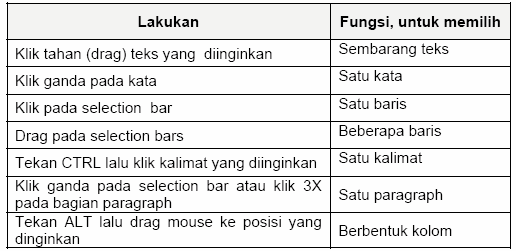 Lakukan Fungsi, untuk memilih
Klik tahan (drag) teks yang diinginkan Sembarang teks
Klik ganda pada kata Satu kata
Klik pada selection bar Satu baris
Drag pada selection bars Beberapa baris
Tekan CTRL lalu klik kalimat yang diinginkan Satu kalimat
Klik ganda pada selection bar atau klik 3X
pada bagian paragraph Satu paragraph
Tekan ALT lalu drag mouse ke posisi yang
dinginkan Berbentuk kolom